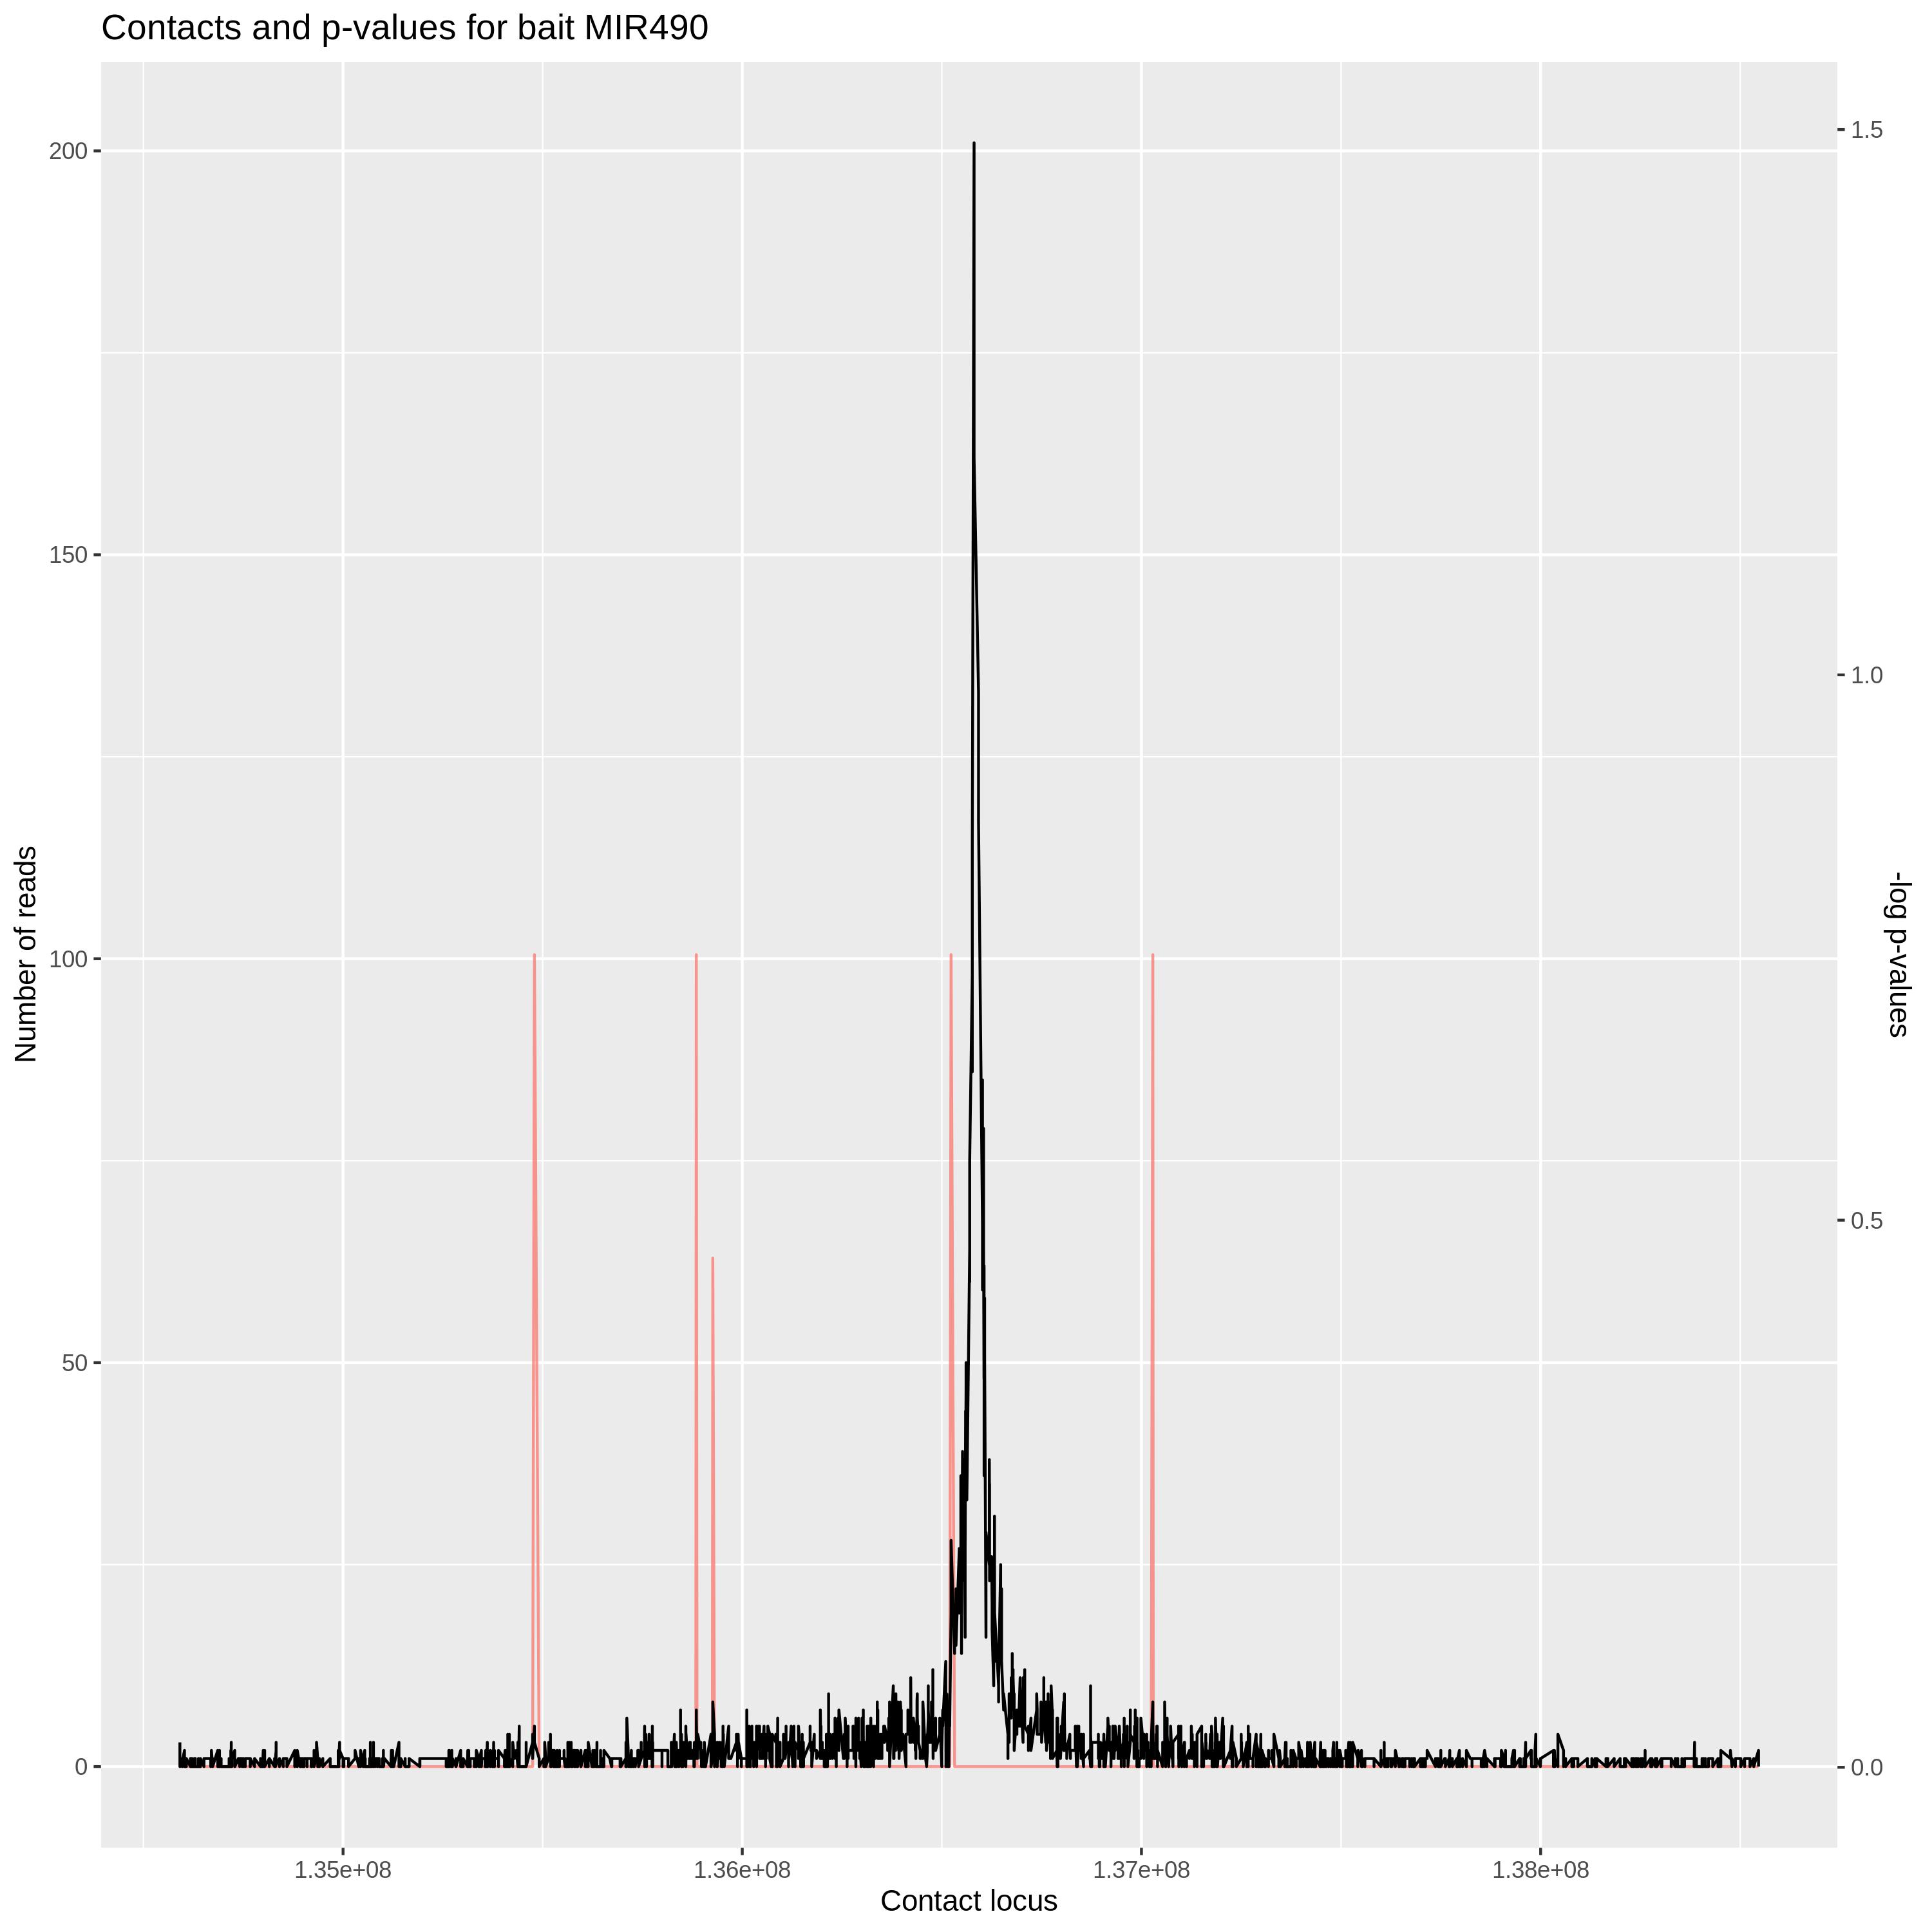 Contacts and p-values for bait MIR490
200
150
100
50
0
Number of reads
1.5
1.0
0.5
0.0
-log p-values
1.35e+08
1.36e+08
1.37e+08
1.38e+08
Contact locus